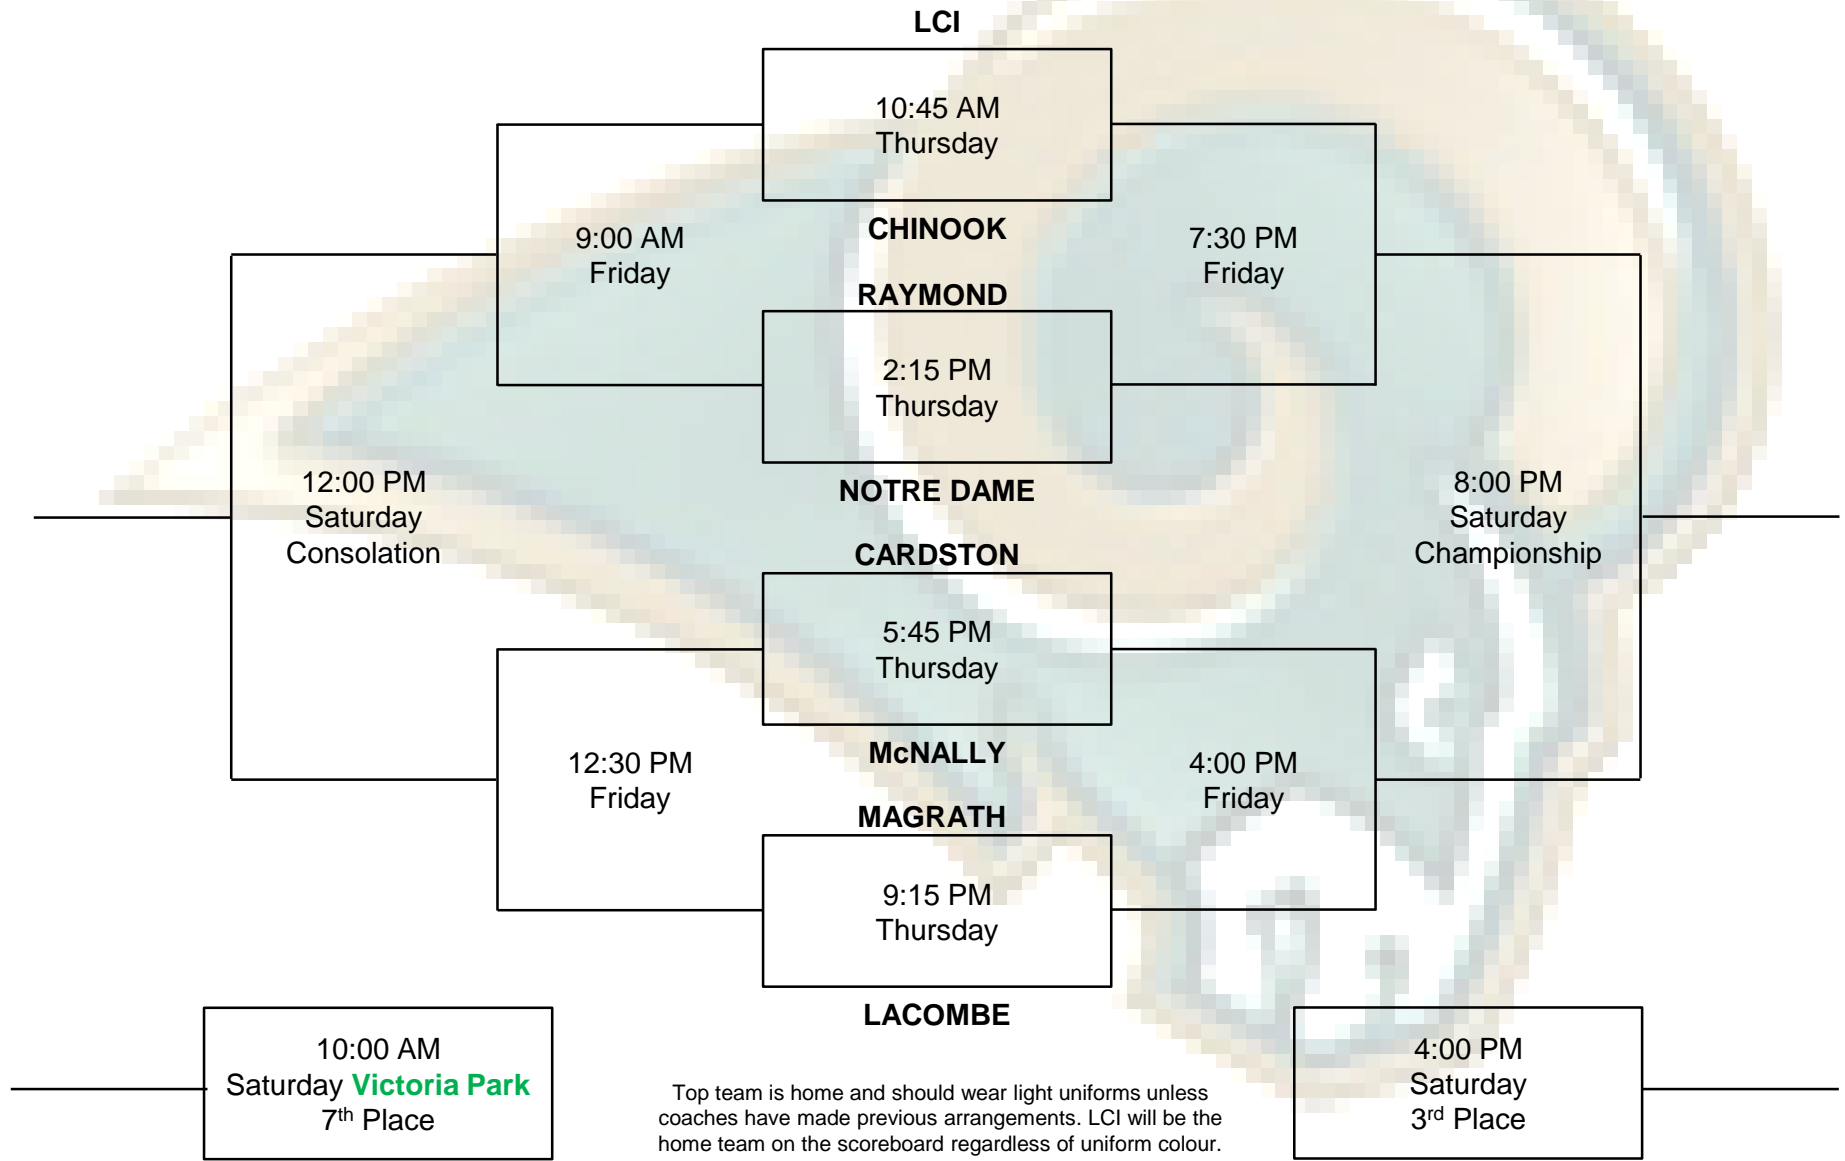 LCI
10:45 AM
Thursday
CHINOOK
9:00 AM
Friday
7:30 PM
Friday
RAYMOND
2:15 PM
Thursday
NOTRE DAME
12:00 PM
Saturday
Consolation
8:00 PM
Saturday
Championship
CARDSTON
5:45 PM
Thursday
McNALLY
12:30 PM
Friday
4:00 PM
Friday
MAGRATH
9:15 PM
Thursday
LACOMBE
10:00 AM
Saturday Victoria Park
7th Place
Top team is home and should wear light uniforms unless
coaches have made previous arrangements. LCI will be the
home team on the scoreboard regardless of uniform colour.
4:00 PM
Saturday
3rd Place